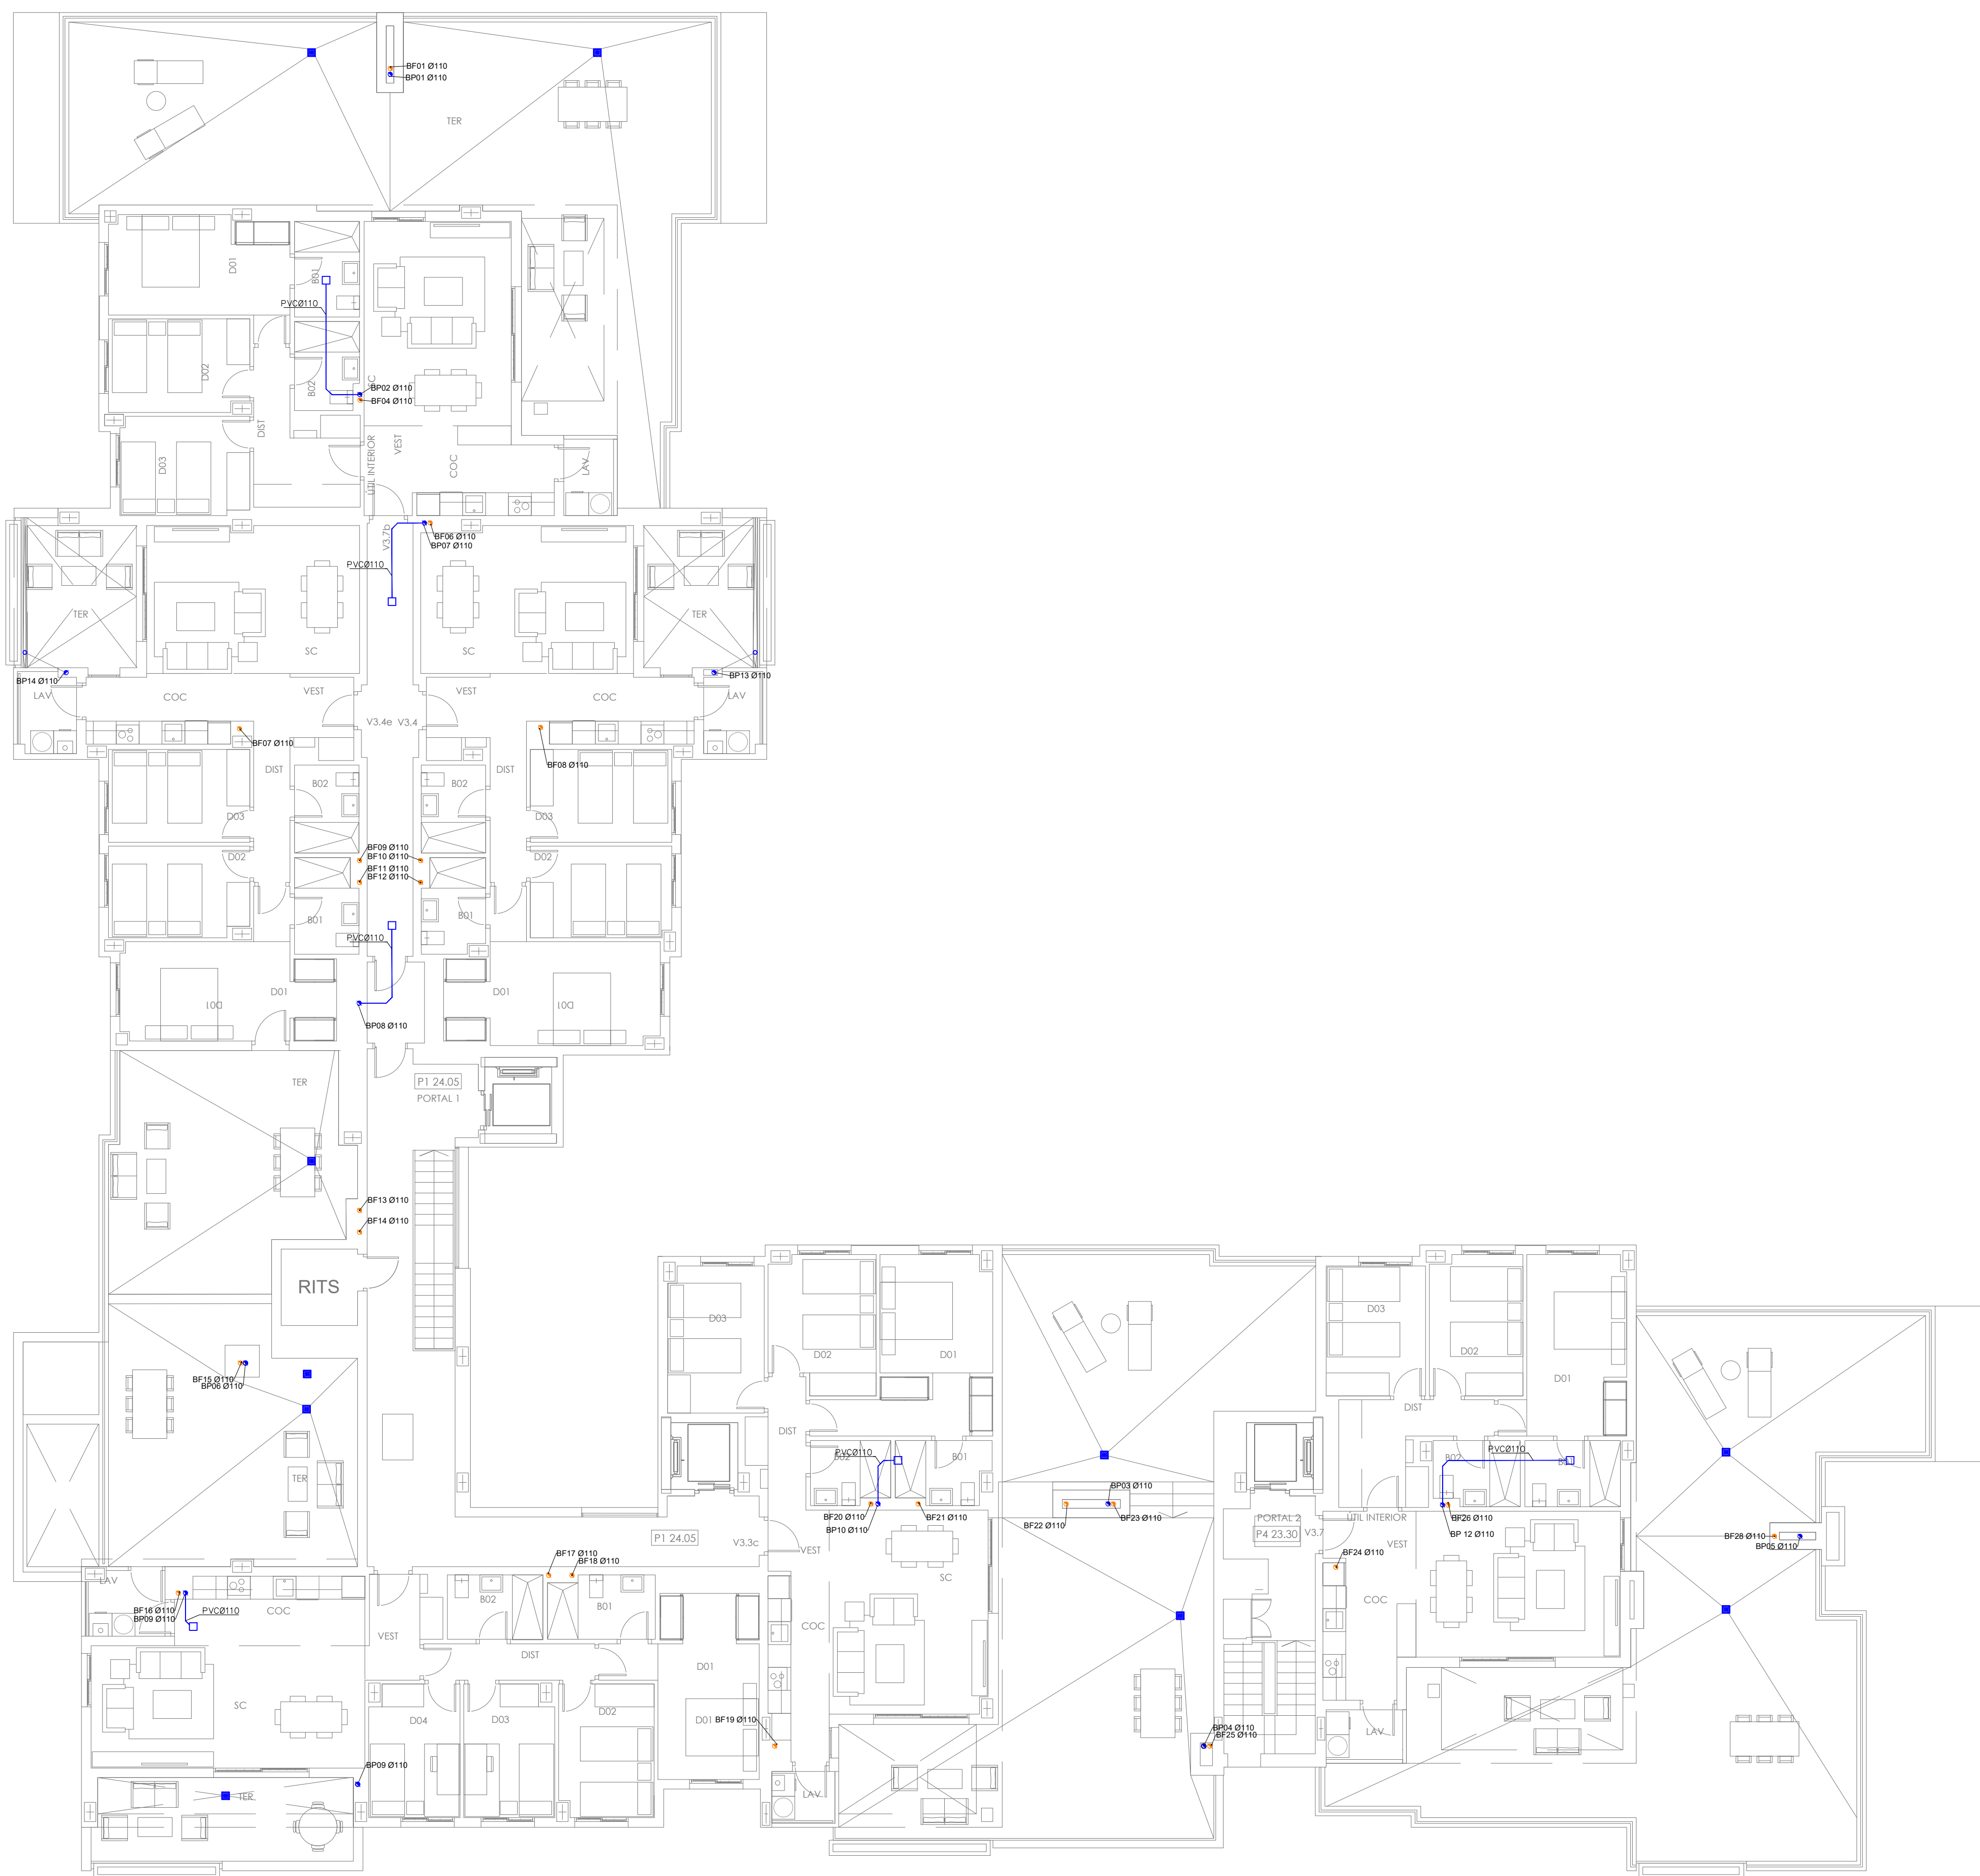 BF01 Ø110
BP01 Ø110
TER
D01
B01
PVCØ110
D02
B02
SC
BP02 Ø110
BF04 Ø110
DIST
UTIL INTERIOR
VEST
D03
COC
LAV
V3.7b
BF06 Ø110
BP07 Ø110
PVCØ110
TER
TER
SC
SC
BP14 Ø110
BP13 Ø110
LAV
COC
VEST
VEST
COC
LAV
V3.4e
V3.4
BF07 Ø110
BF08 Ø110
DIST
DIST
B02
B02
D03
D03
BF09 Ø110
BF10 Ø110
D02
D02
BF11 Ø110
BF12 Ø110
B01
B01
PVCØ110
D01
D01
D01
D01
BP08 Ø110
TER
P1 24.05
PORTAL 1
BF13 Ø110
BF14 Ø110
RITS
D03
D03
D02
D01
D02
D01
BF15 Ø110
BP06 Ø110
DIST
DIST
PVCØ110
B02
B01
PVCØ110
B02
B01
TER
BP03 Ø110
BF20 Ø110
BF21 Ø110
BF22 Ø110
BF23 Ø110
PORTAL 2
UTIL INTERIOR
BF26 Ø110
BP10 Ø110
BP 12 Ø110
P1 24.05
V3.3c
P4 23.30
V3.7
VEST
VEST
BF28 Ø110
BP05 Ø110
BF17 Ø110
BF18 Ø110
BF24 Ø110
SC
LAV
B02
B01
COC
COC
BF16 Ø110
BP09 Ø110
PVCØ110
COC
VEST
DIST
D01
SC
D04
D03
D02
D01
BF19 Ø110
BP04 Ø110
BF25 Ø110
LAV
BP09 Ø110
TER
LAV